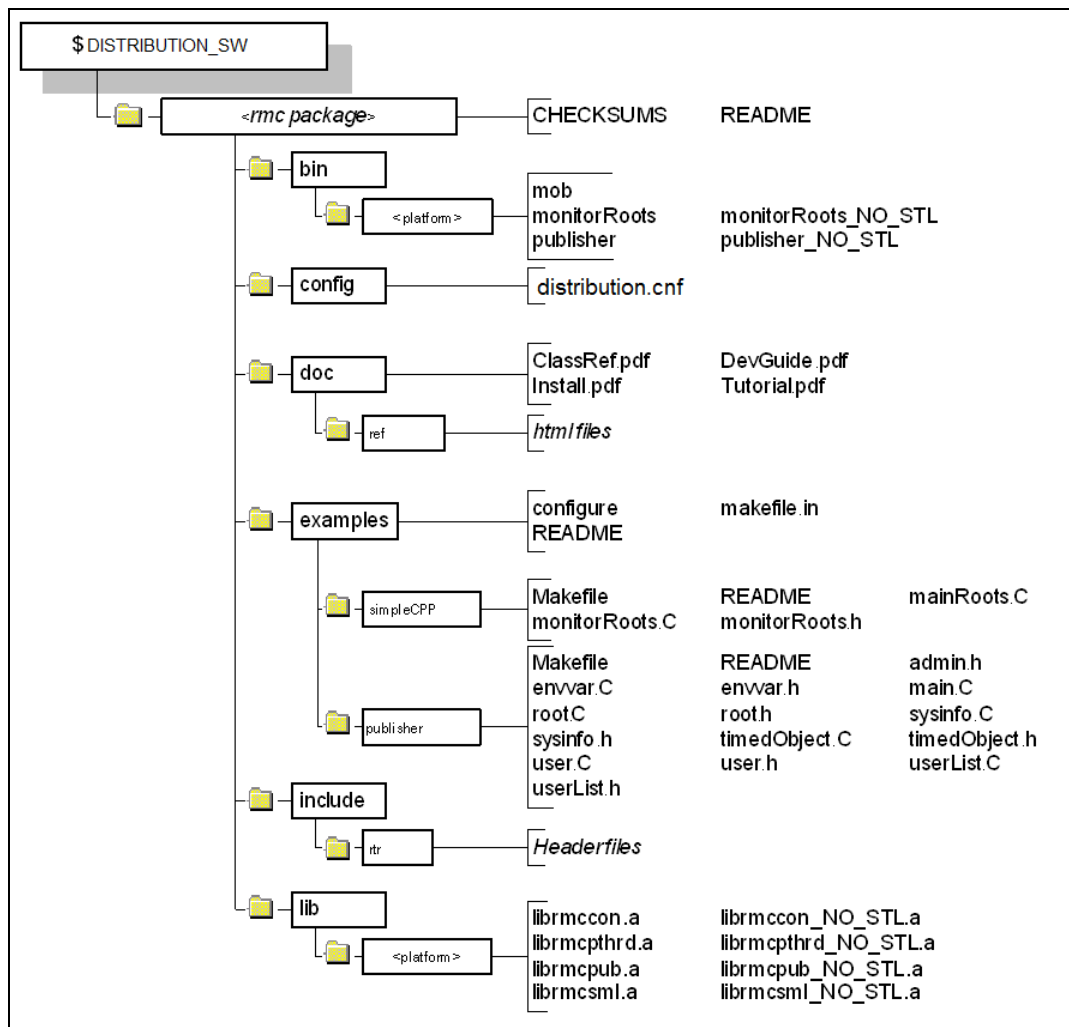 $DISTRIBUTION_SW
<rmc package> CHECKSUMS README
bin
<platform> mob
monitorRoots monitorRoots_NO_STL
publisher publisher_NO_STL
config distribution.cnf
doc ClassRef.pdf DevGuide.pdf
Install.pdf Tutorial.pdf
ref html files
examples configure makefile.in
README
simpleCPP Makefile README mainRoots.C
monitorRoots.C monitorRoots.h
publisher Makefile README admin.h
envvar.C envvar.h main.C
root.C root.h sysinfo.C
sysinfo.h timedObject.C timedObject.h
user.C user.h userList.C
userList.h
include
rtr Headerfiles
lib
<platform> librmccon.a librmccon_NO_STL.a
librmcpthrd.a librmcpthrd_NO_STL.a
librmcpub.a librmcpub_NO_STL.a
librmcsml.a librmcsml_NO_STL.a